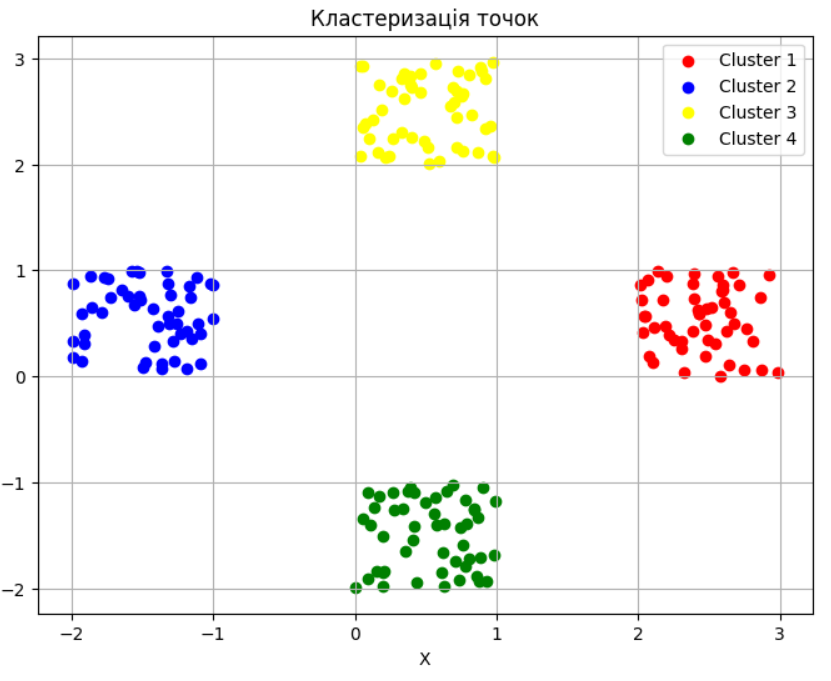 Кластеризація точок
Cluster 1
Cluster 2
Cluster 3
Cluster 4
3
2
1
0
−1
−2
−2 −1 0 1 2 3
X